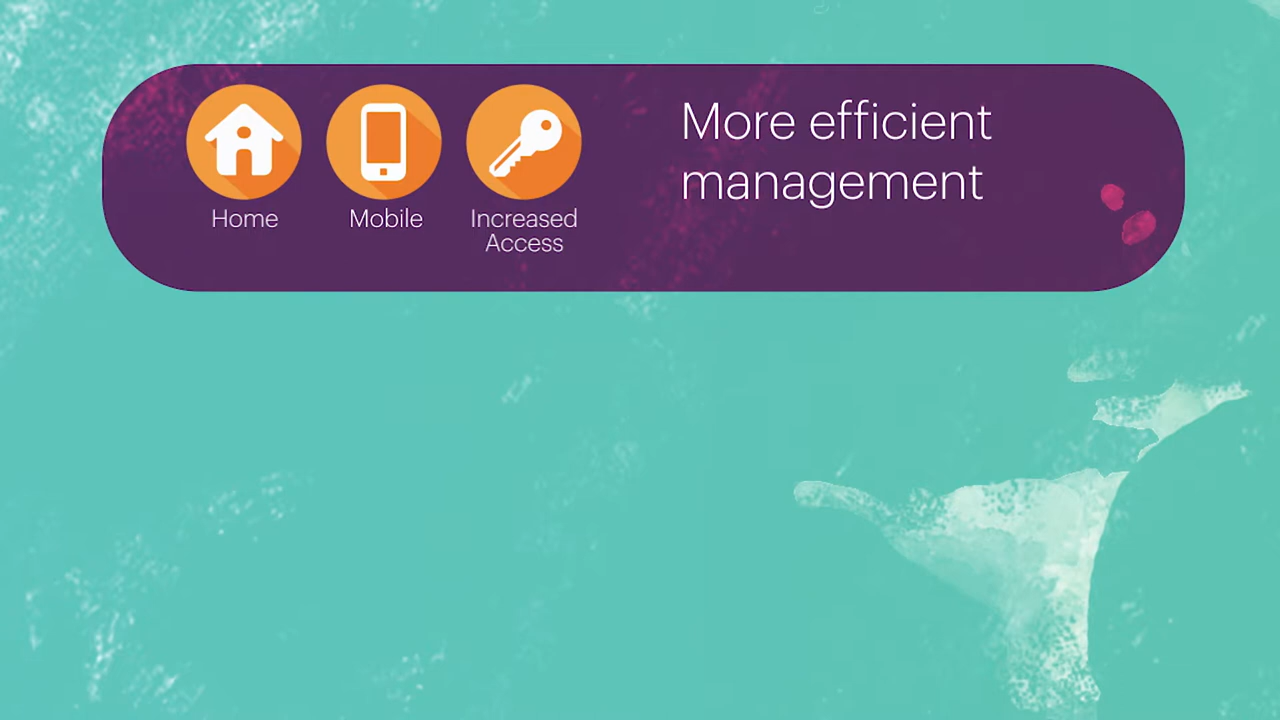 Home
Mobile
Increased
Access
More efficient
management